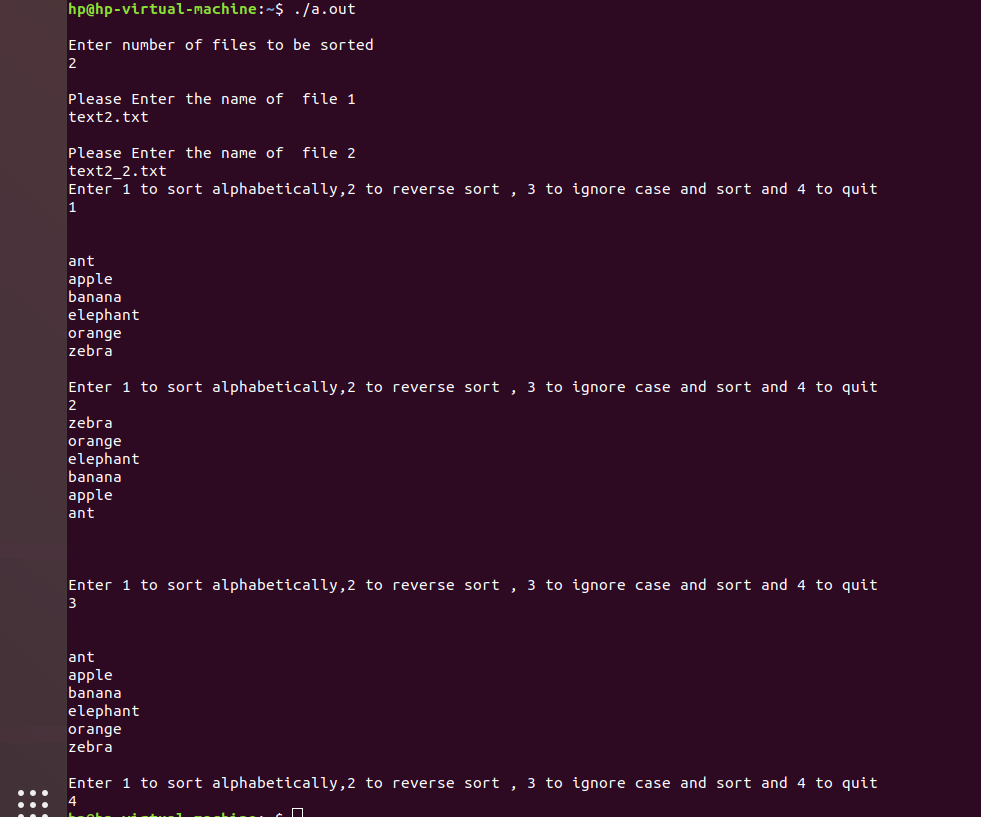 hp@hp-virtual-machine:~$ ./a.out
Enter number of files to be sorted
2
Please Enter the name of  file 1
text2.txt
Please Enter the name of  file 2
text2_2.txt
Enter 1 to sort alphabetically,2 to reverse sort , 3 to ignore case and sort and 4 to quit
1
ant
apple
banana
elephant
orange
zebra
Enter 1 to sort alphabetically,2 to reverse sort , 3 to ignore case and sort and 4 to quit
2
zebra
orange
elephant
banana
apple
ant
Enter 1 to sort alphabetically,2 to reverse sort , 3 to ignore case and sort and 4 to quit
3
ant
apple
banana
elephant
orange
zebra
Enter 1 to sort alphabetically,2 to reverse sort , 3 to ignore case and sort and 4 to quit
4
hp@hp-virtual-machine:~$